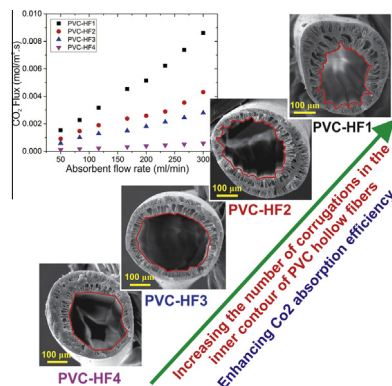 CO2 Flux (mol/m².s)
0.010
0.008
0.006
0.004
0.002
0.000
PVC-HF1
PVC-HF2
PVC-HF3
PVC-HF4
50 100 150 200 250 300
Absorbent flow rate (ml/min)
100 μm
PVC-HF1
100 μm
PVC-HF2
100 μm
PVC-HF3
100 μm
PVC-HF4
Increasing the number of corrugations in the
inner contour of PVC hollow fibers
Enhancing Co2 absorption efficiency